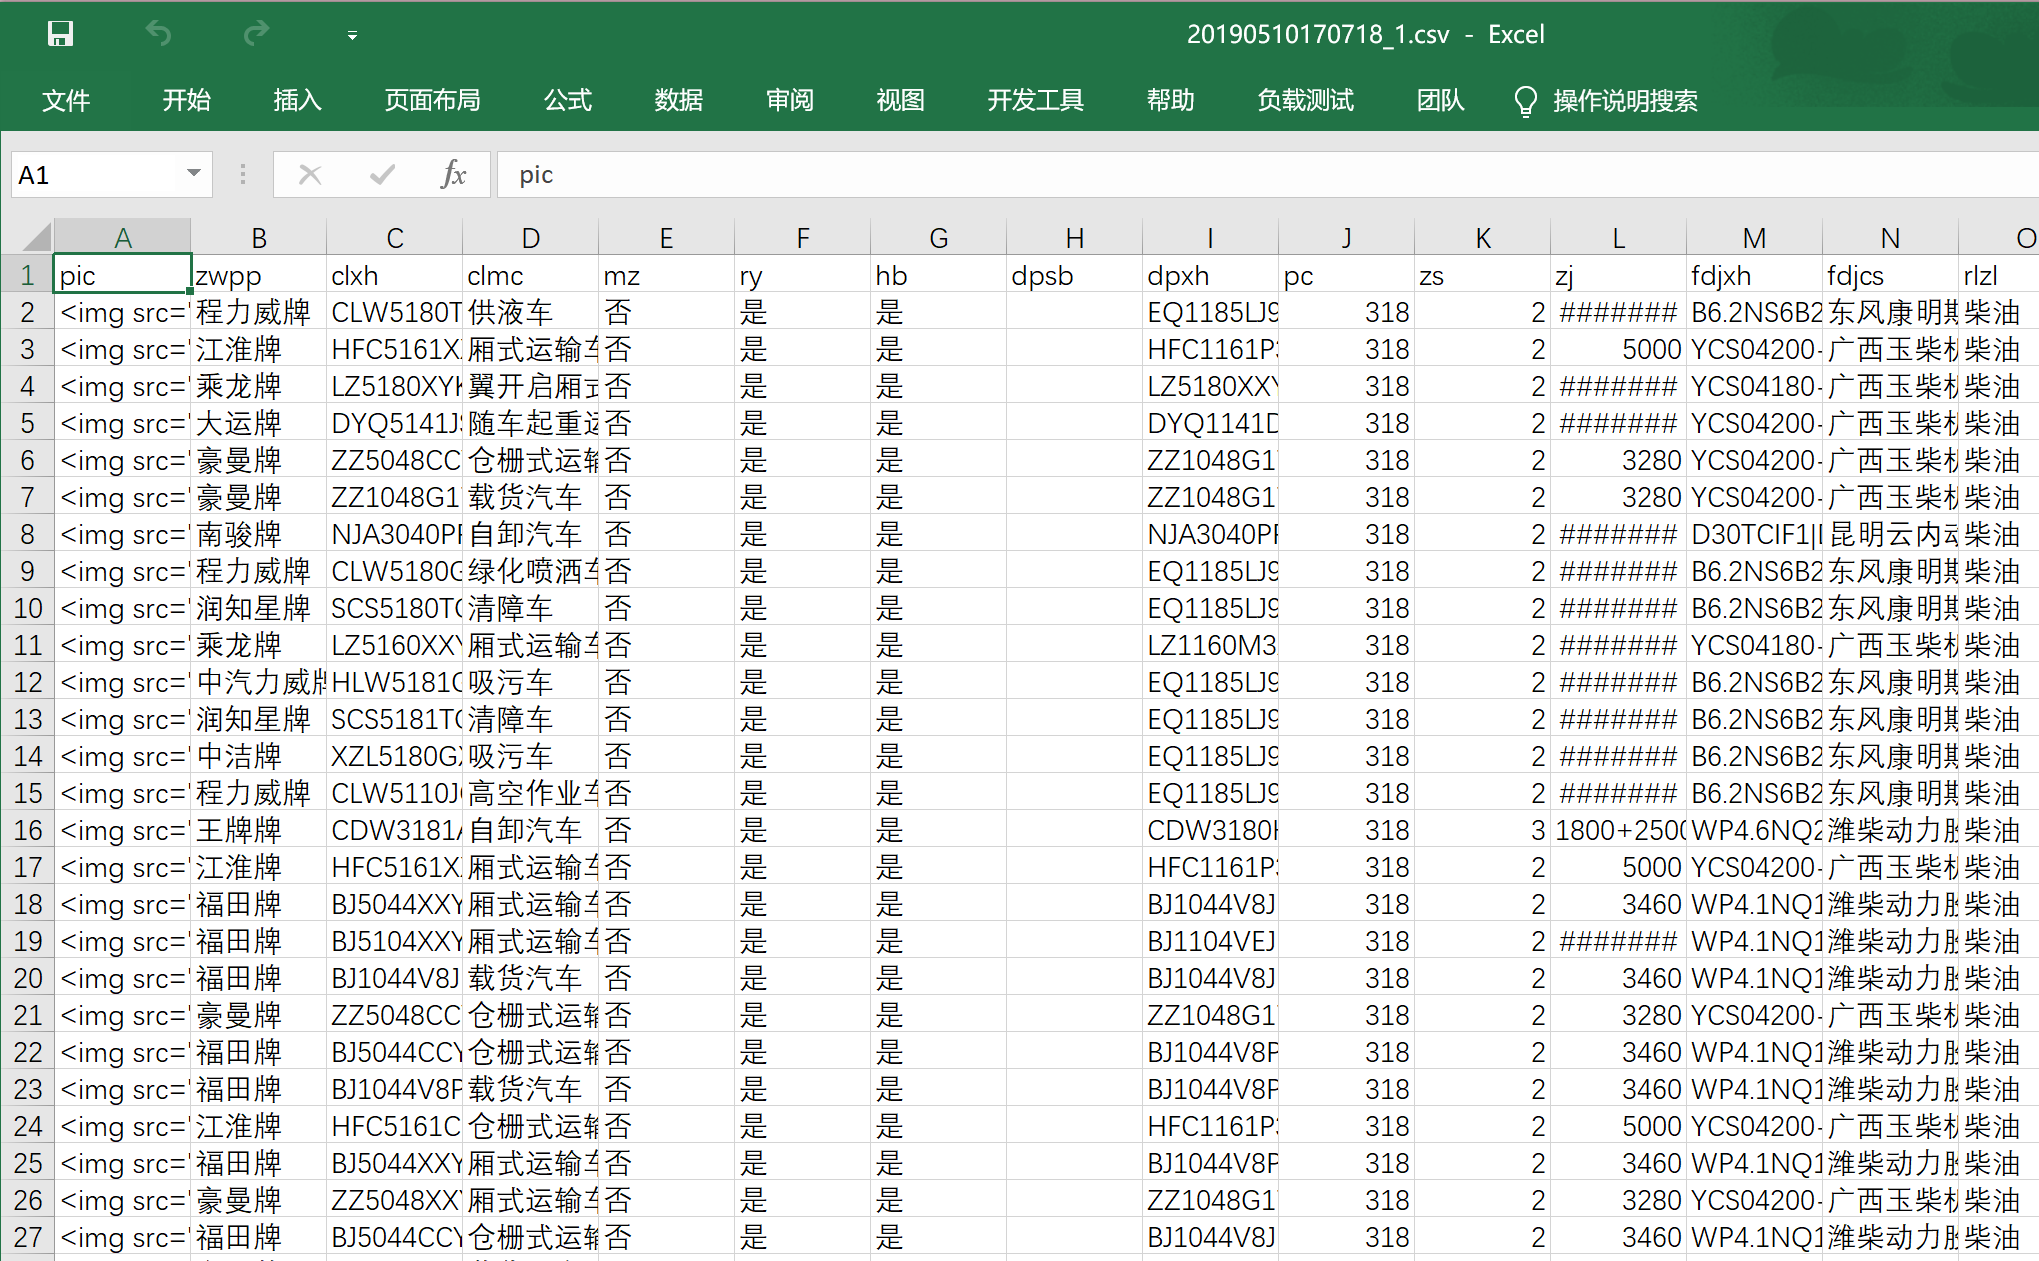 20190510170718_1.csv - Excel
文件 开始 插入 页面布局 公式 数据 审阅 视图 开发工具 帮助 负载测试 团队 操作说明搜索
A1 fx pic
A B C D E F G H I J K L M N O
1 pic zwpp clxh clmc mz ry hb dpsb dpxh pc zs zj fdjxh fdjcs rlzl
2 <img src=' 程力威牌 CLW5180T 供液车 否 是 是 EQ1185LJ9 318 2 ####### B6.2NS6B2 东风康明斯 柴油
3 <img src=' 江淮牌 HFC5161X 厢式运输车 否 是 是 HFC1161P3 318 2 5000 YCS04200- 广西玉柴机 柴油
4 <img src=' 乘龙牌 LZ5180XYK 翼开启厢式 否 是 是 LZ5180XXY 318 2 ####### YCS04180- 广西玉柴机 柴油
5 <img src=' 大运牌 DYQ5141JS 随车起重运 否 是 是 DYQ1141D 318 2 ####### YCS04200- 广西玉柴机 柴油
6 <img src=' 豪曼牌 ZZ5048CC 仓栅式运输 否 是 是 ZZ1048G1 318 2 3280 YCS04200- 广西玉柴机 柴油
7 <img src=' 豪曼牌 ZZ1048G1 载货汽车 否 是 是 ZZ1048G1 318 2 3280 YCS04200- 广西玉柴机 柴油
8 <img src=' 南骏牌 NJA3040PF 自卸汽车 否 是 是 NJA3040PF 318 2 ####### D30TCIF1| 昆明云内动 柴油
9 <img src=' 程力威牌 CLW5180G 绿化喷洒车 否 是 是 EQ1185LJ9 318 2 ####### B6.2NS6B2 东风康明斯 柴油
10 <img src=' 润知星牌 SCS5180TC 清障车 否 是 是 EQ1185LJ9 318 2 ####### B6.2NS6B2 东风康明斯 柴油
11 <img src=' 乘龙牌 LZ5160XXY 厢式运输车 否 是 是 LZ1160M3 318 2 ####### YCS04180- 广西玉柴机 柴油
12 <img src=' 中汽力威牌 HLW5181G 吸污车 否 是 是 EQ1185LJ9 318 2 ####### B6.2NS6B2 东风康明斯 柴油
13 <img src=' 润知星牌 SCS5181TC 清障车 否 是 是 EQ1185LJ9 318 2 ####### B6.2NS6B2 东风康明斯 柴油
14 <img src=' 中洁牌 XZL5180GX 吸污车 否 是 是 EQ1185LJ9 318 2 ####### B6.2NS6B2 东风康明斯 柴油
15 <img src=' 程力威牌 CLW5110J 高空作业车 否 是 是 EQ1185LJ9 318 2 ####### B6.2NS6B2 东风康明斯 柴油
16 <img src=' 王牌牌 CDW3181A 自卸汽车 否 是 是 CDW3180H 318 3 1800+2500 WP4.6NQ2 潍柴动力股 柴油
17 <img src=' 江淮牌 HFC5161X 厢式运输车 否 是 是 HFC1161P3 318 2 5000 YCS04200- 广西玉柴机 柴油
18 <img src=' 福田牌 BJ5044XXY 厢式运输车 否 是 是 BJ1044V8J 318 2 3460 WP4.1NQ1 潍柴动力股 柴油
19 <img src=' 福田牌 BJ5104XXY 厢式运输车 否 是 是 BJ1104VEJ 318 2 ####### WP4.1NQ1 潍柴动力股 柴油
20 <img src=' 福田牌 BJ1044V8J 载货汽车 否 是 是 BJ1044V8J 318 2 3460 WP4.1NQ1 潍柴动力股 柴油
21 <img src=' 豪曼牌 ZZ5048CC 仓栅式运输 否 是 是 ZZ1048G1 318 2 3280 YCS04200- 广西玉柴机 柴油
22 <img src=' 福田牌 BJ5044CCY 仓栅式运输 否 是 是 BJ1044V8P 318 2 3460 WP4.1NQ1 潍柴动力股 柴油
23 <img src=' 福田牌 BJ1044V8P 载货汽车 否 是 是 BJ1044V8P 318 2 3460 WP4.1NQ1 潍柴动力股 柴油
24 <img src=' 江淮牌 HFC5161C 仓栅式运输 否 是 是 HFC1161P3 318 2 5000 YCS04200- 广西玉柴机 柴油
25 <img src=' 福田牌 BJ5044XXY 厢式运输车 否 是 是 BJ1044V8P 318 2 3460 WP4.1NQ1 潍柴动力股 柴油
26 <img src=' 豪曼牌 ZZ5048XX 厢式运输车 否 是 是 ZZ1048G1 318 2 3280 YCS04200- 广西玉柴机 柴油
27 <img src=' 福田牌 BJ5044CCY 仓栅式运输 否 是 是 BJ1044V8J 318 2 3460 WP4.1NQ1 潍柴动力股 柴油